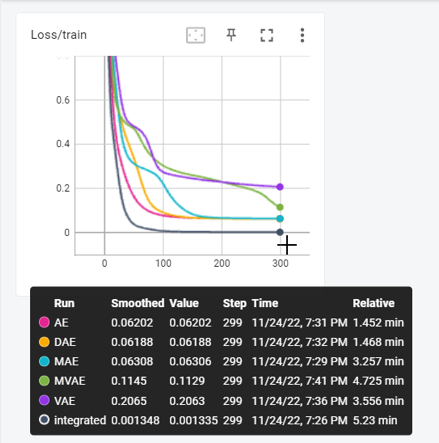 Loss/train
0.6
0.4
0.2
0
0 100 200 300
Run Smoothed Value Step Time Relative
AE 0.06202 0.06202 299 11/24/22, 7:31 PM 1.452 min
DAE 0.06188 0.06188 299 11/24/22, 7:32 PM 1.468 min
MAE 0.06308 0.06306 299 11/24/22, 7:29 PM 3.257 min
MVAE 0.1145 0.1129 299 11/24/22, 7:41 PM 4.725 min
VAE 0.2065 0.2063 299 11/24/22, 7:36 PM 3.556 min
integrated 0.001348 0.001335 299 11/24/22, 7:26 PM 5.23 min